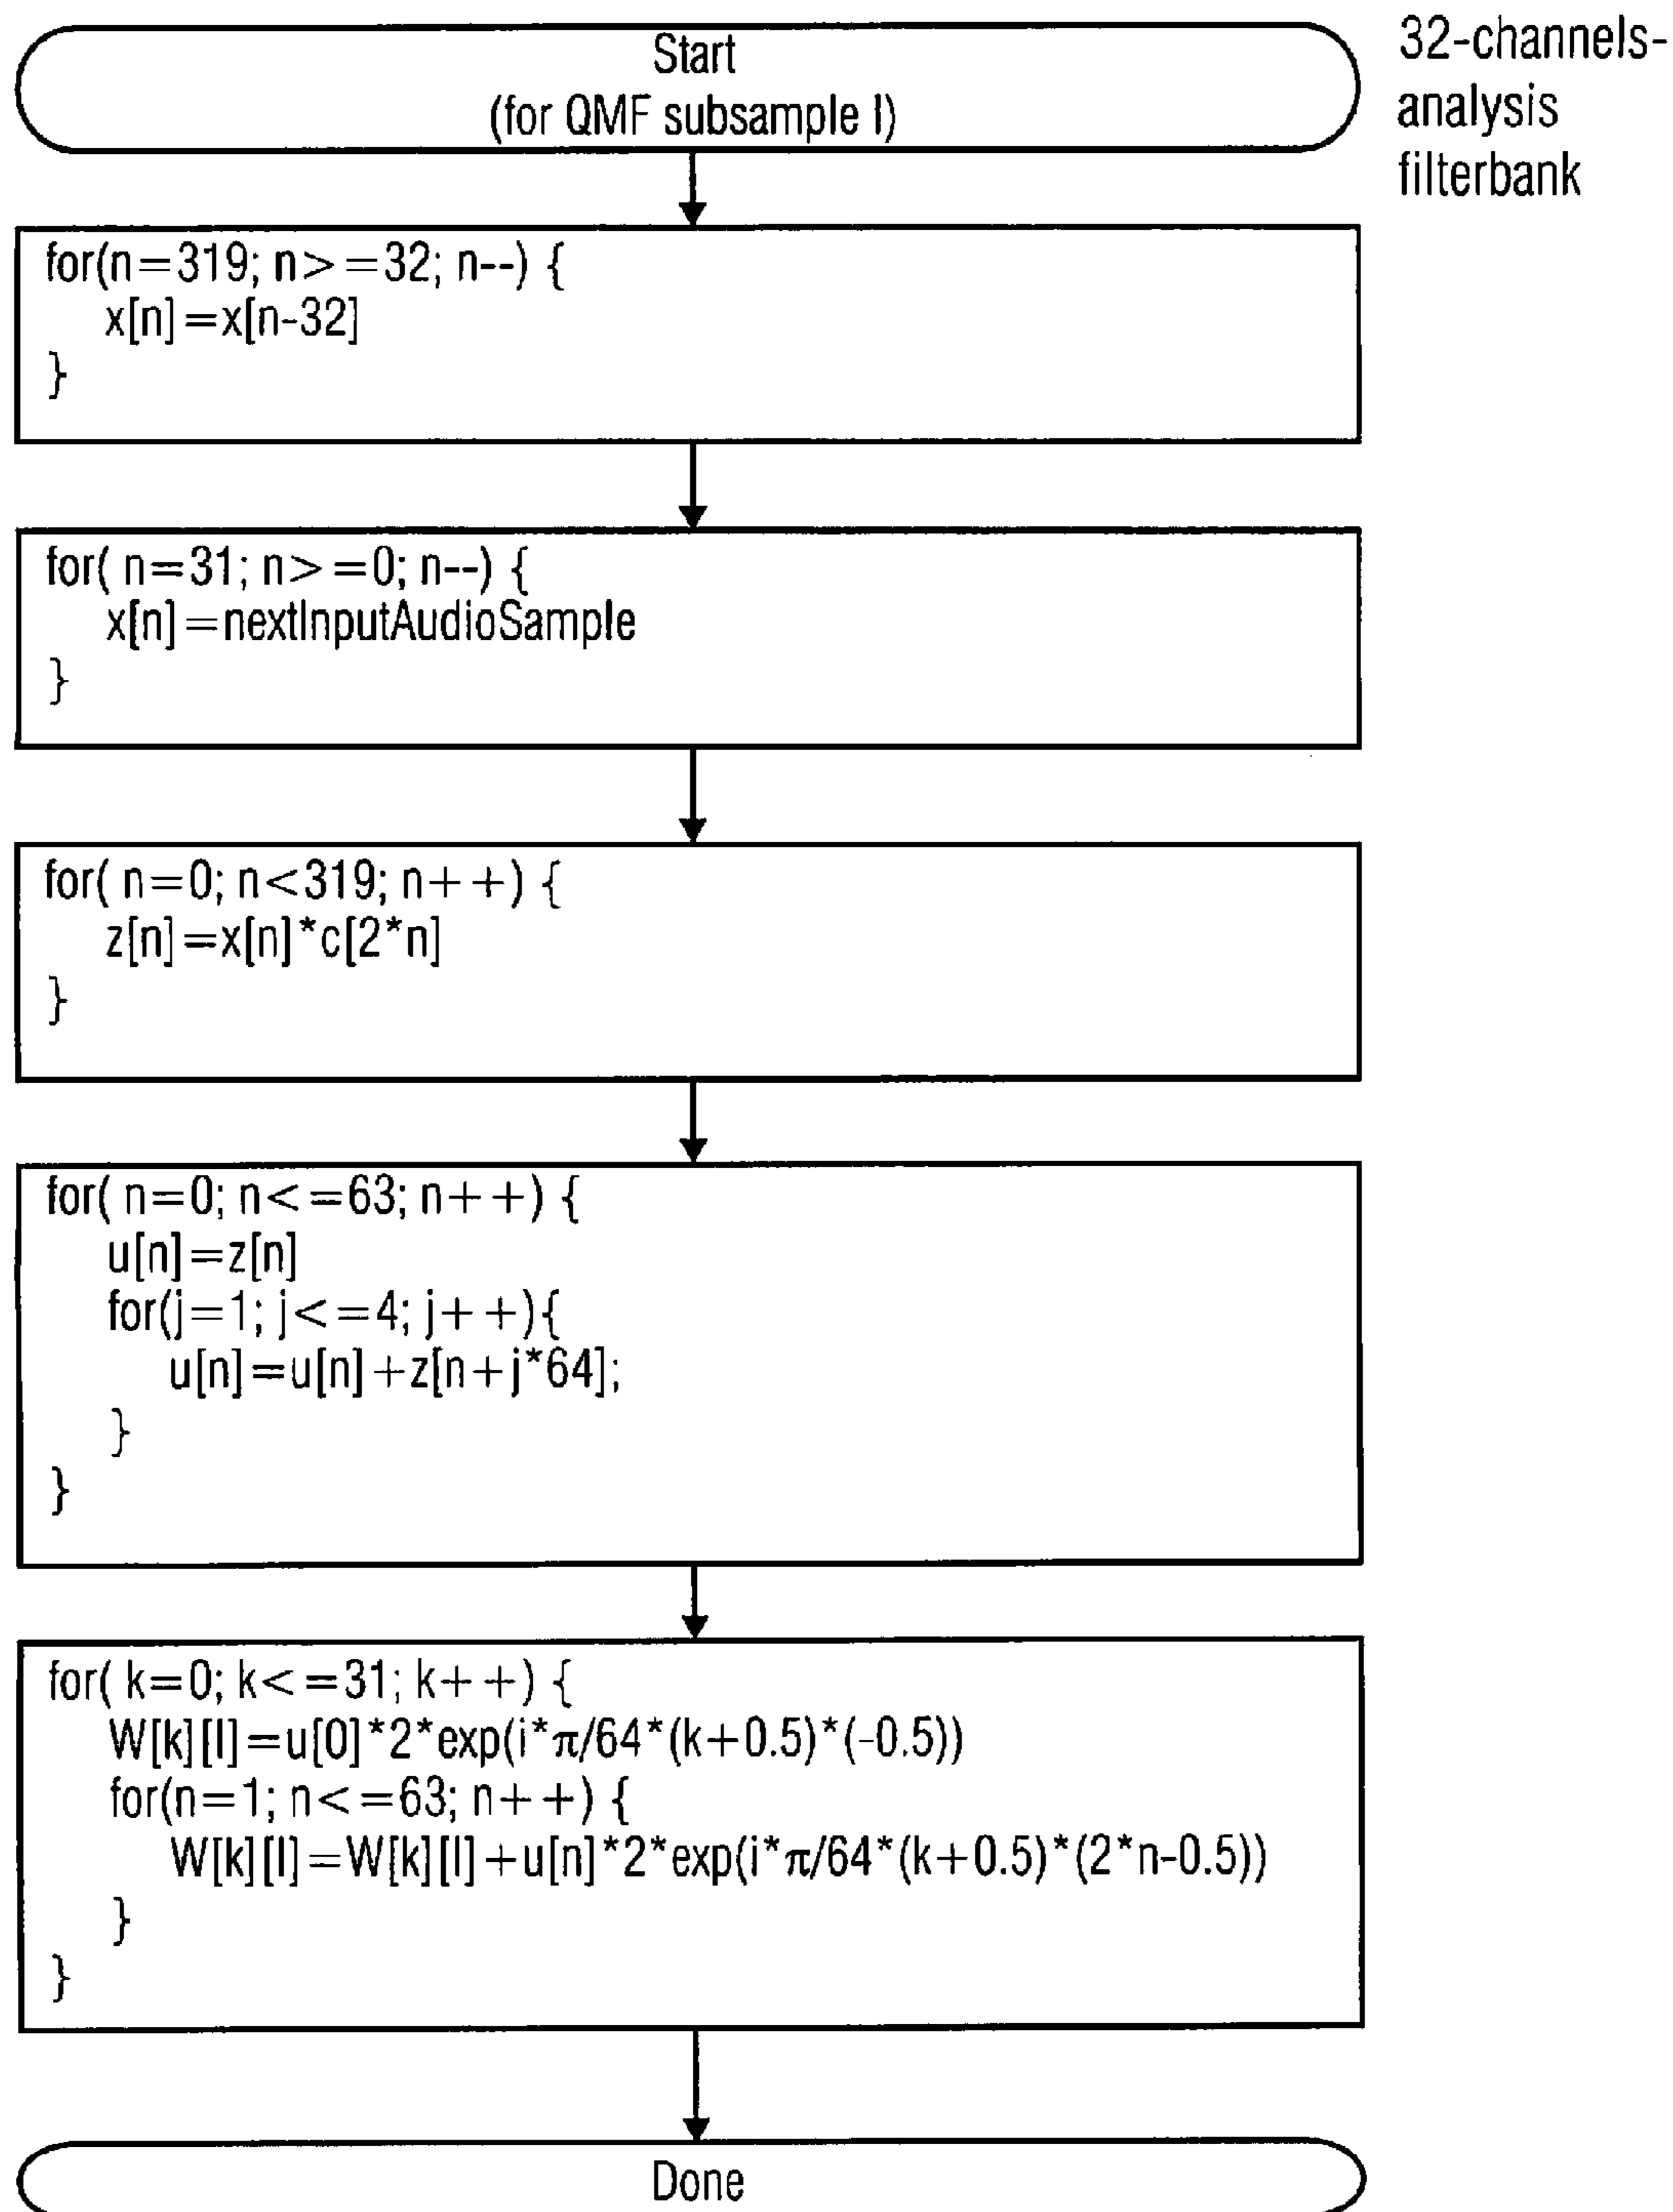 Start
(for QMF subsample l)
32-channels-
analysis
filterbank
for(n=319; n>=32; n--) {
x[n]=x[n-32]
}
for( n=31; n>=0; n--) {
x[n]=nextInputAudioSample
}
for( n=0; n<319; n++) {
z[n]=x[n]*c[2*n]
}
for( n=0; n<=63; n++) {
u[n]=z[n]
for(j=1; j<=4; j++){
u[n]=u[n]+z[n+j*64];
}
}
for( k=0; k<=31; k++) {
W[k][l]=u[0]*2*exp(i*π/64*(k+0.5)*(-0.5))
for(n=1; n<=63; n++) {
W[k][l]=W[k][l]+u[n]*2*exp(i*π/64*(k+0.5)*(2*n-0.5))
}
}
Done